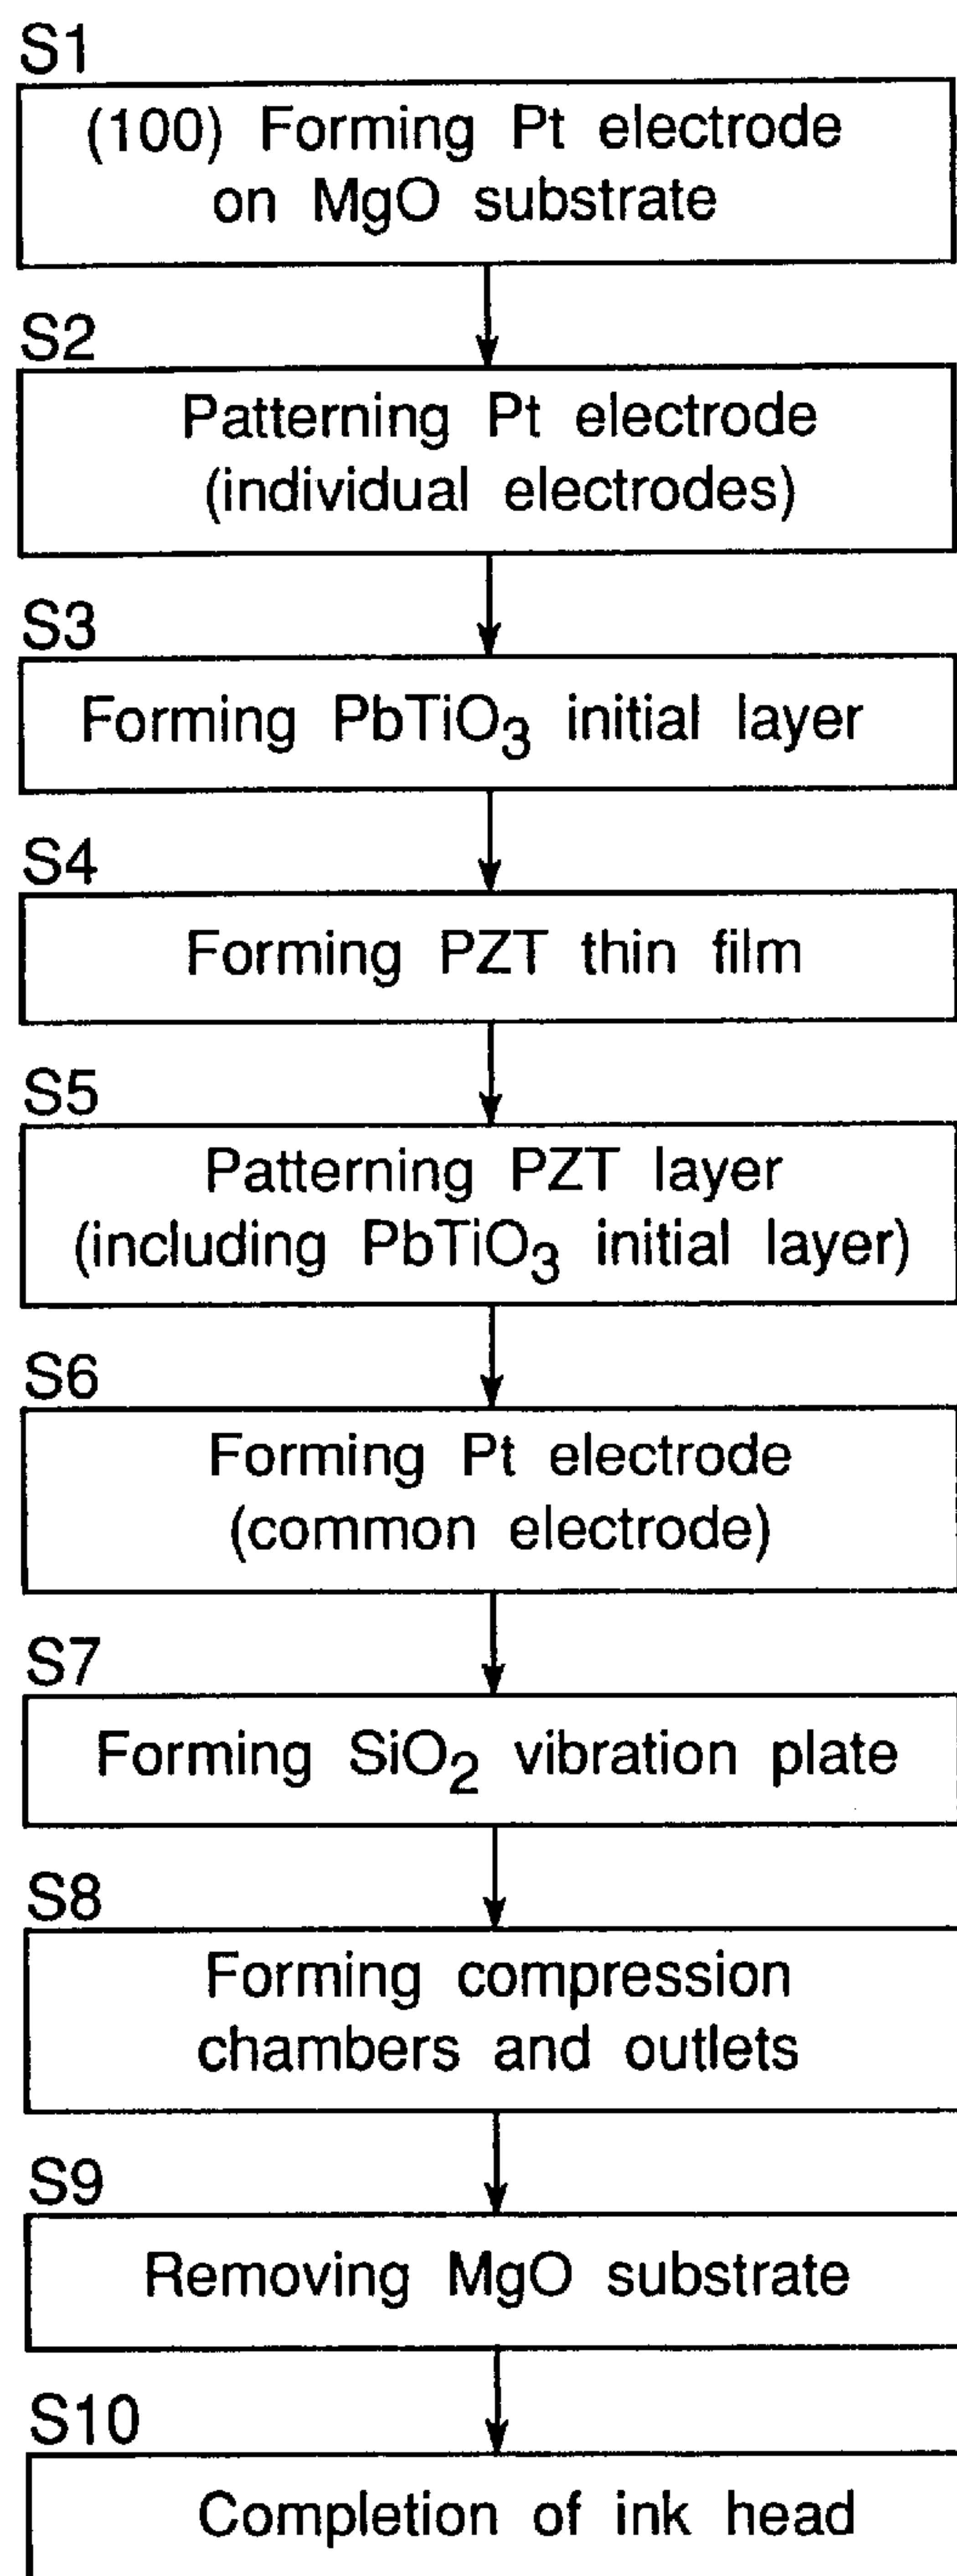 S1
(100) Forming Pt electrode
on MgO substrate
S2
Patterning Pt electrode
(individual electrodes)
S3
Forming PbTiO₃ initial layer
S4
Forming PZT thin film
S5
Patterning PZT layer
(including PbTiO₃ initial layer)
S6
Forming Pt electrode
(common electrode)
S7
Forming SiO₂ vibration plate
S8
Forming compression
chambers and outlets
S9
Removing MgO substrate
S10
Completion of ink head